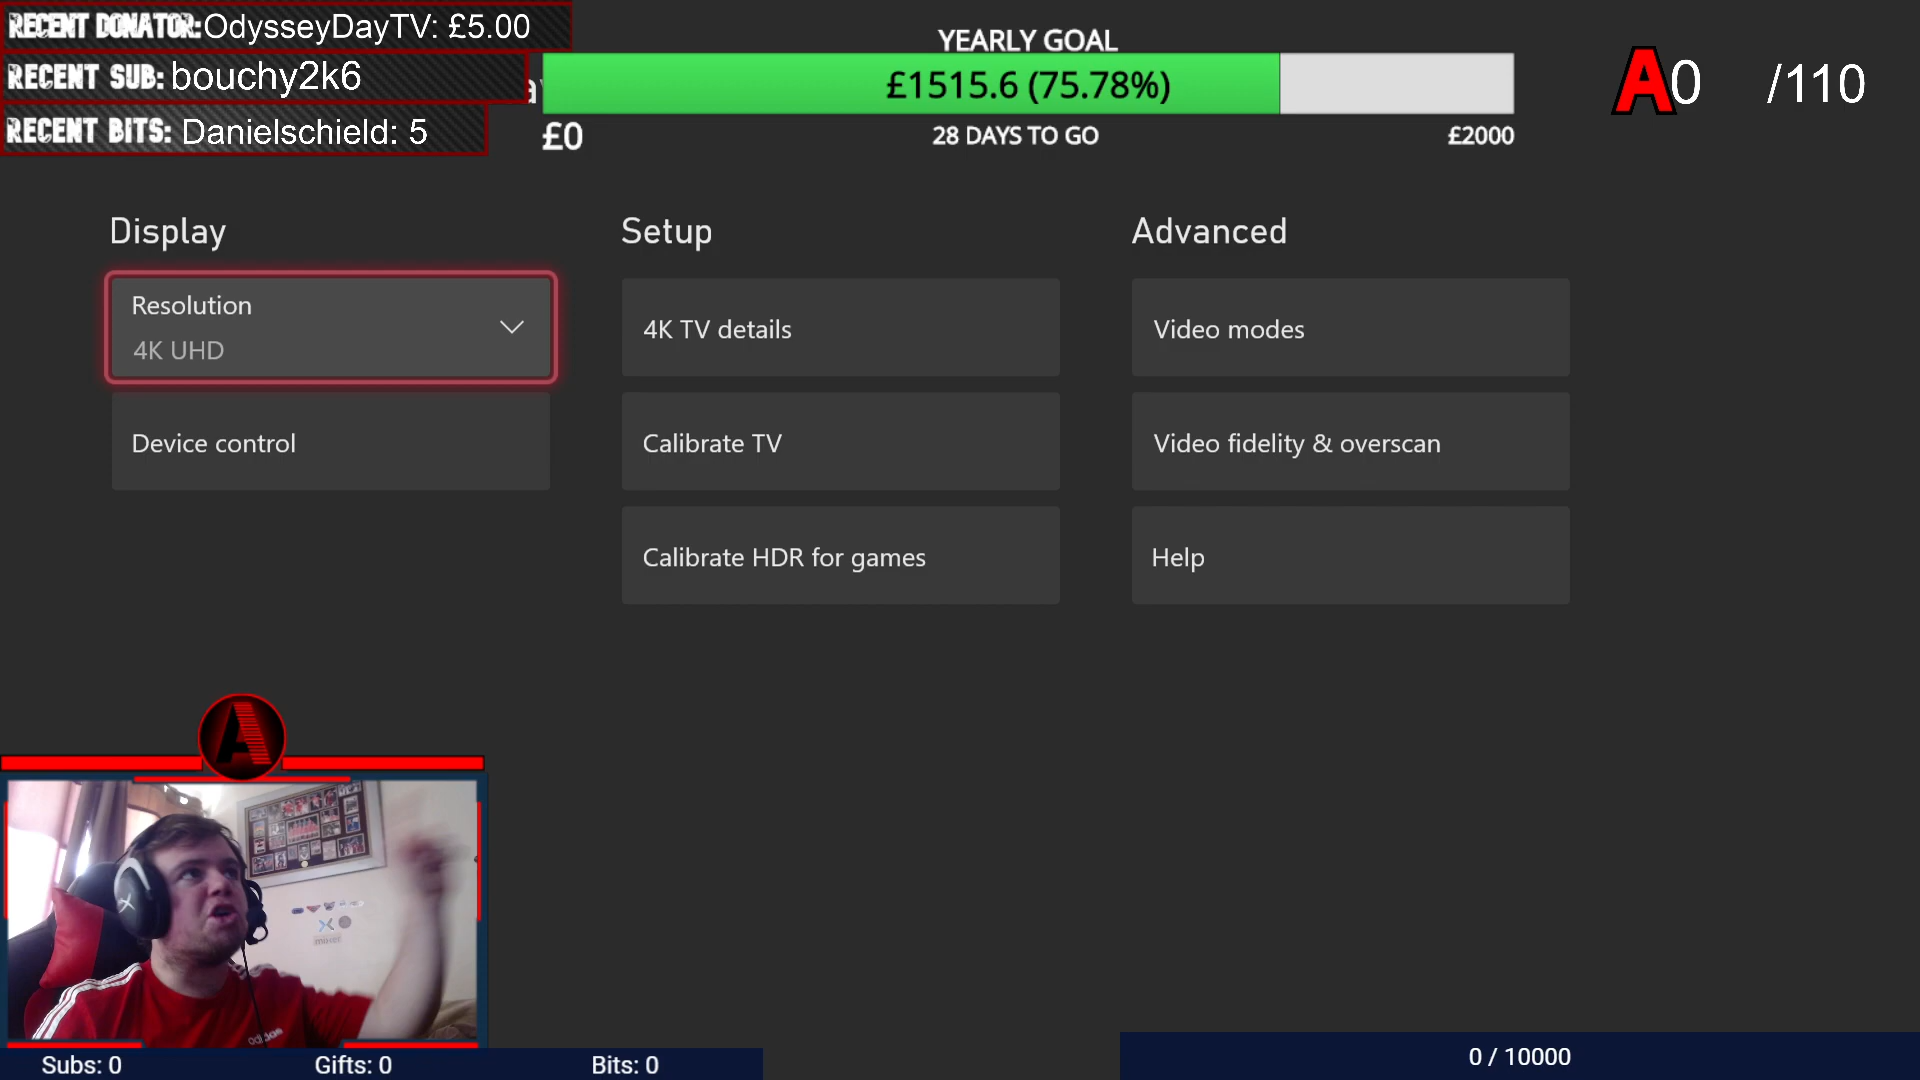 RECENT DONATOR: OdysseyDayTV: £5.00
RECENT SUB: bouchy2k6
RECENT BITS: Danielschield: 5
YEARLY GOAL
£1515.6 (75.78%)
£0
28 DAYS TO GO
£2000
A0 /110
Display
Resolution
4K UHD
Device control
Setup
4K TV details
Calibrate TV
Calibrate HDR for games
Advanced
Video modes
Video fidelity & overscan
Help
A
mixer
adidas
Subs: 0
Gifts: 0
Bits: 0
0 / 10000